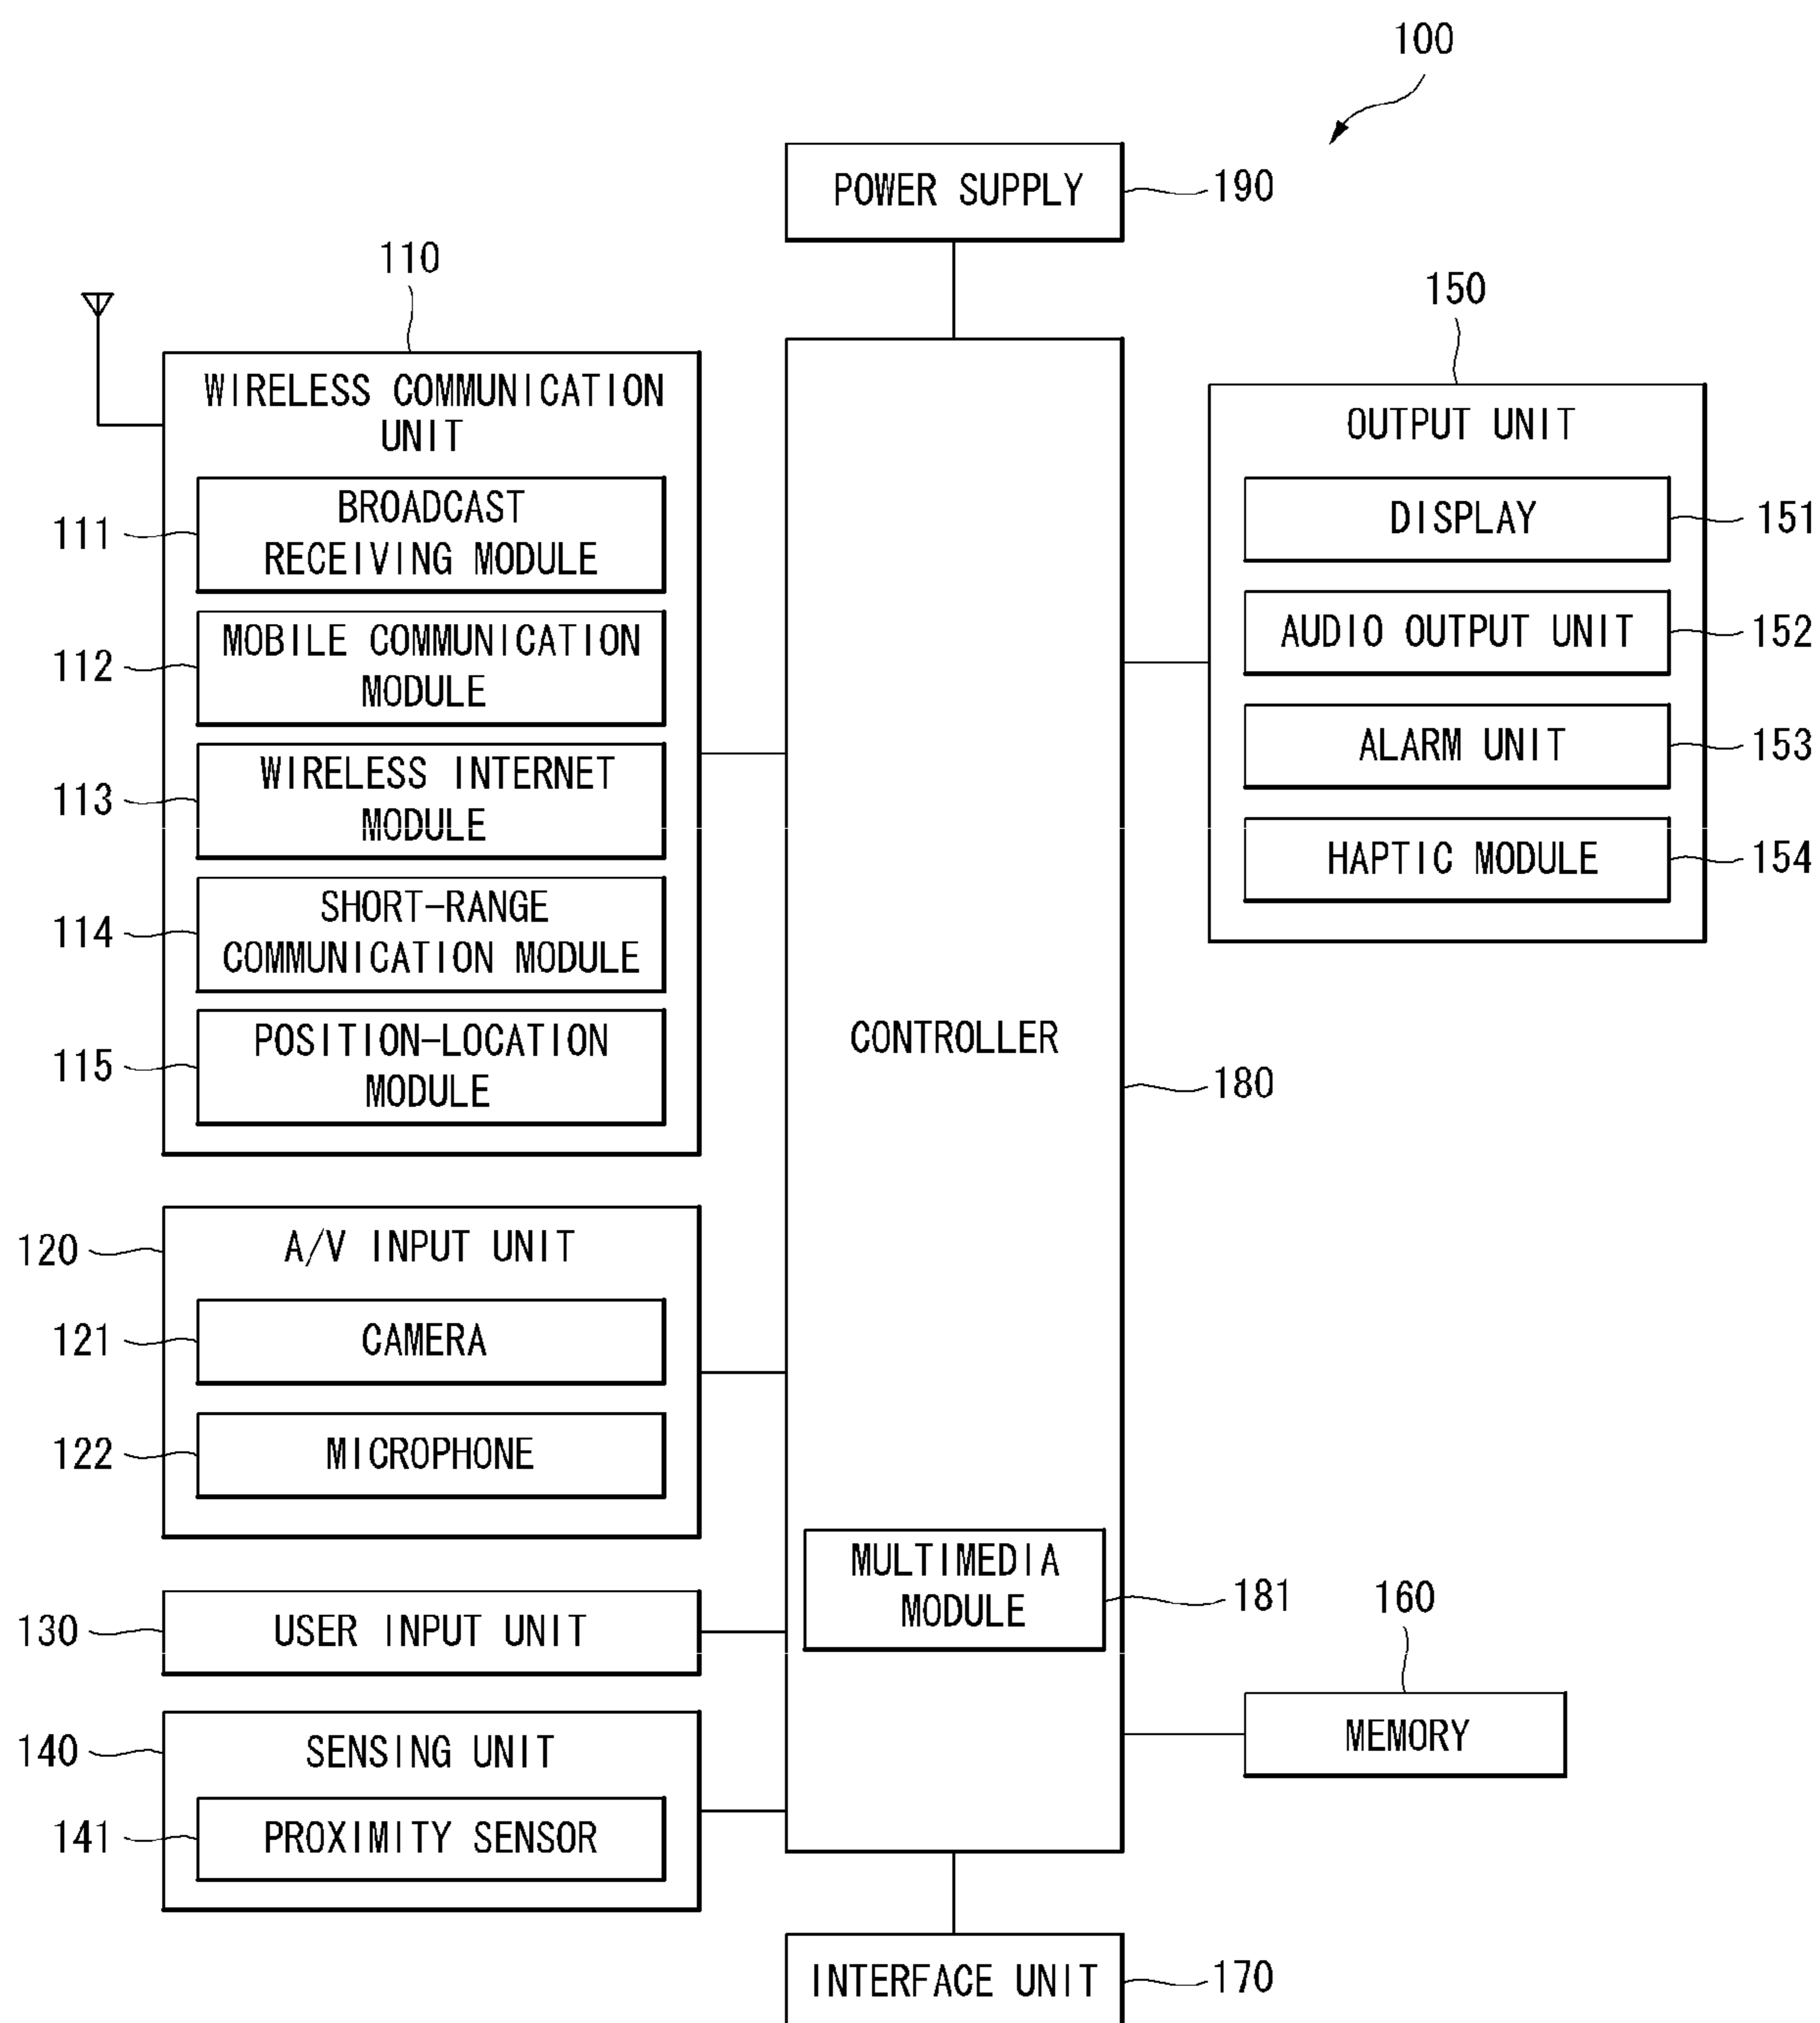 100
POWER SUPPLY
190
110
WIRELESS COMMUNICATION
UNIT
111
BROADCAST
RECEIVING MODULE
112
MOBILE COMMUNICATION
MODULE
113
WIRELESS INTERNET
MODULE
114
SHORT-RANGE
COMMUNICATION MODULE
115
POSITION-LOCATION
MODULE
150
OUTPUT UNIT
DISPLAY
151
AUDIO OUTPUT UNIT
152
ALARM UNIT
153
HAPTIC MODULE
154
CONTROLLER
180
120
A/V INPUT UNIT
121
CAMERA
122
MICROPHONE
MULTIMEDIA
MODULE
181
130
USER INPUT UNIT
160
MEMORY
140
SENSING UNIT
141
PROXIMITY SENSOR
INTERFACE UNIT
170